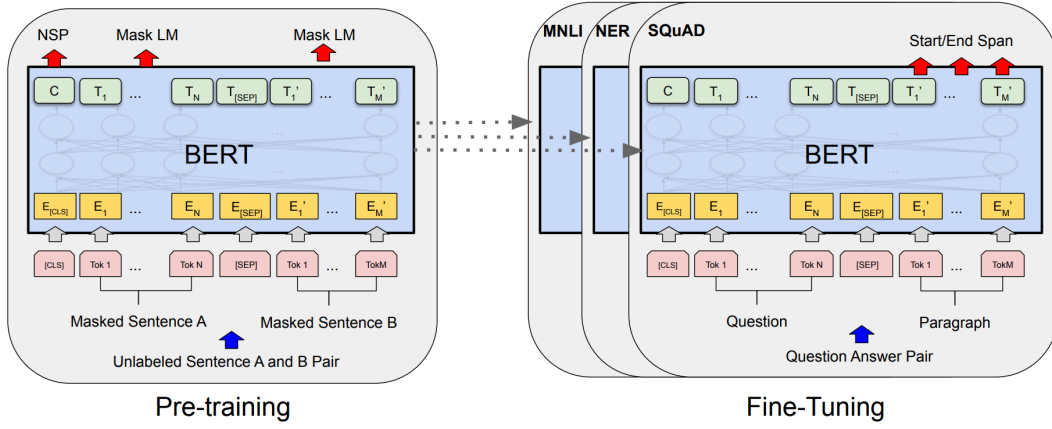 NSP Mask LM Mask LM
C T1 ... TN T[SEP] T1' ... TM'
...
...
BERT
E[CLS] E1 ... EN E[SEP] E1' ... EM'
[CLS] Tok 1 ... Tok N [SEP] Tok 1 ... TokM
Masked Sentence A Masked Sentence B
Unlabeled Sentence A and B Pair
Pre-training
MNLI NER SQuAD
Start/End Span
C T1 ... TN T[SEP] T1' ... TM'
...
...
BERT
E[CLS] E1 ... EN E[SEP] E1' ... EM'
[CLS] Tok 1 ... Tok N [SEP] Tok 1 ... TokM
Question Paragraph
Question Answer Pair
Fine-Tuning